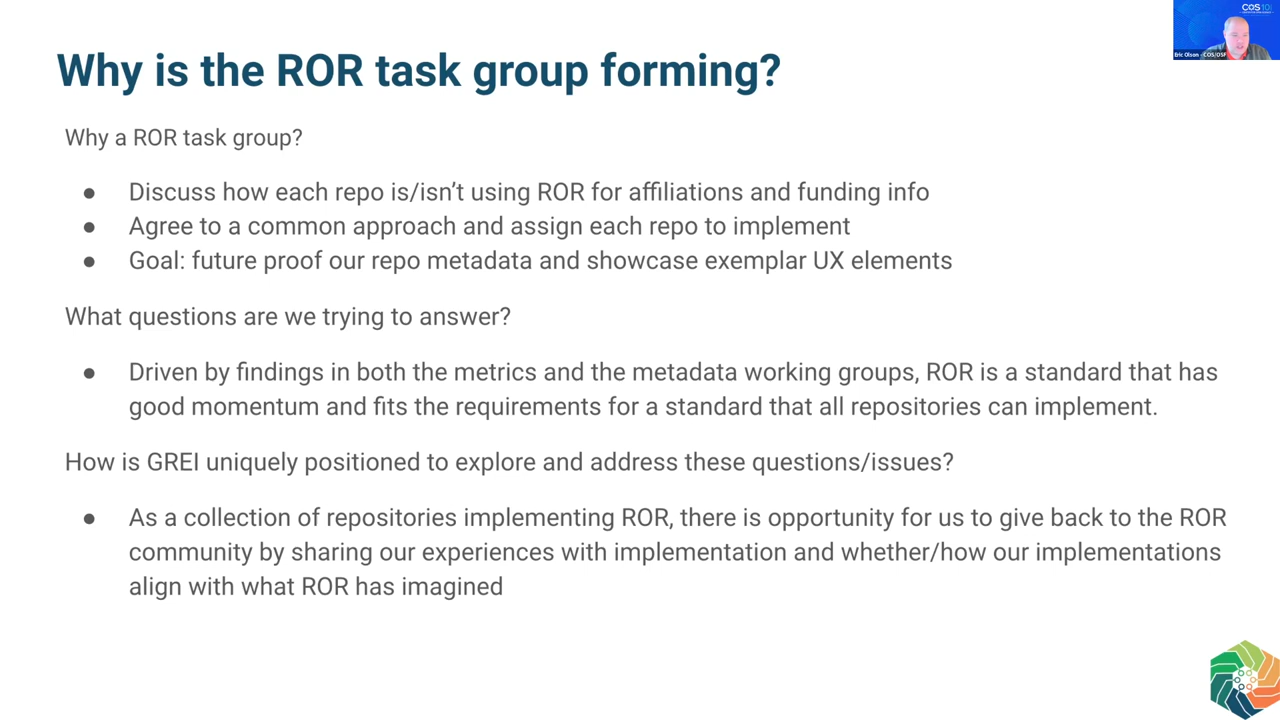 Why is the ROR task group forming?
COS 10
Eric Olson - COS/OSF
Why a ROR task group?
● Discuss how each repo is/isn’t using ROR for affiliations and funding info
● Agree to a common approach and assign each repo to implement
● Goal: future proof our repo metadata and showcase exemplar UX elements
What questions are we trying to answer?
● Driven by findings in both the metrics and the metadata working groups, ROR is a standard that has
good momentum and fits the requirements for a standard that all repositories can implement.
How is GREI uniquely positioned to explore and address these questions/issues?
● As a collection of repositories implementing ROR, there is opportunity for us to give back to the ROR
community by sharing our experiences with implementation and whether/how our implementations
align with what ROR has imagined